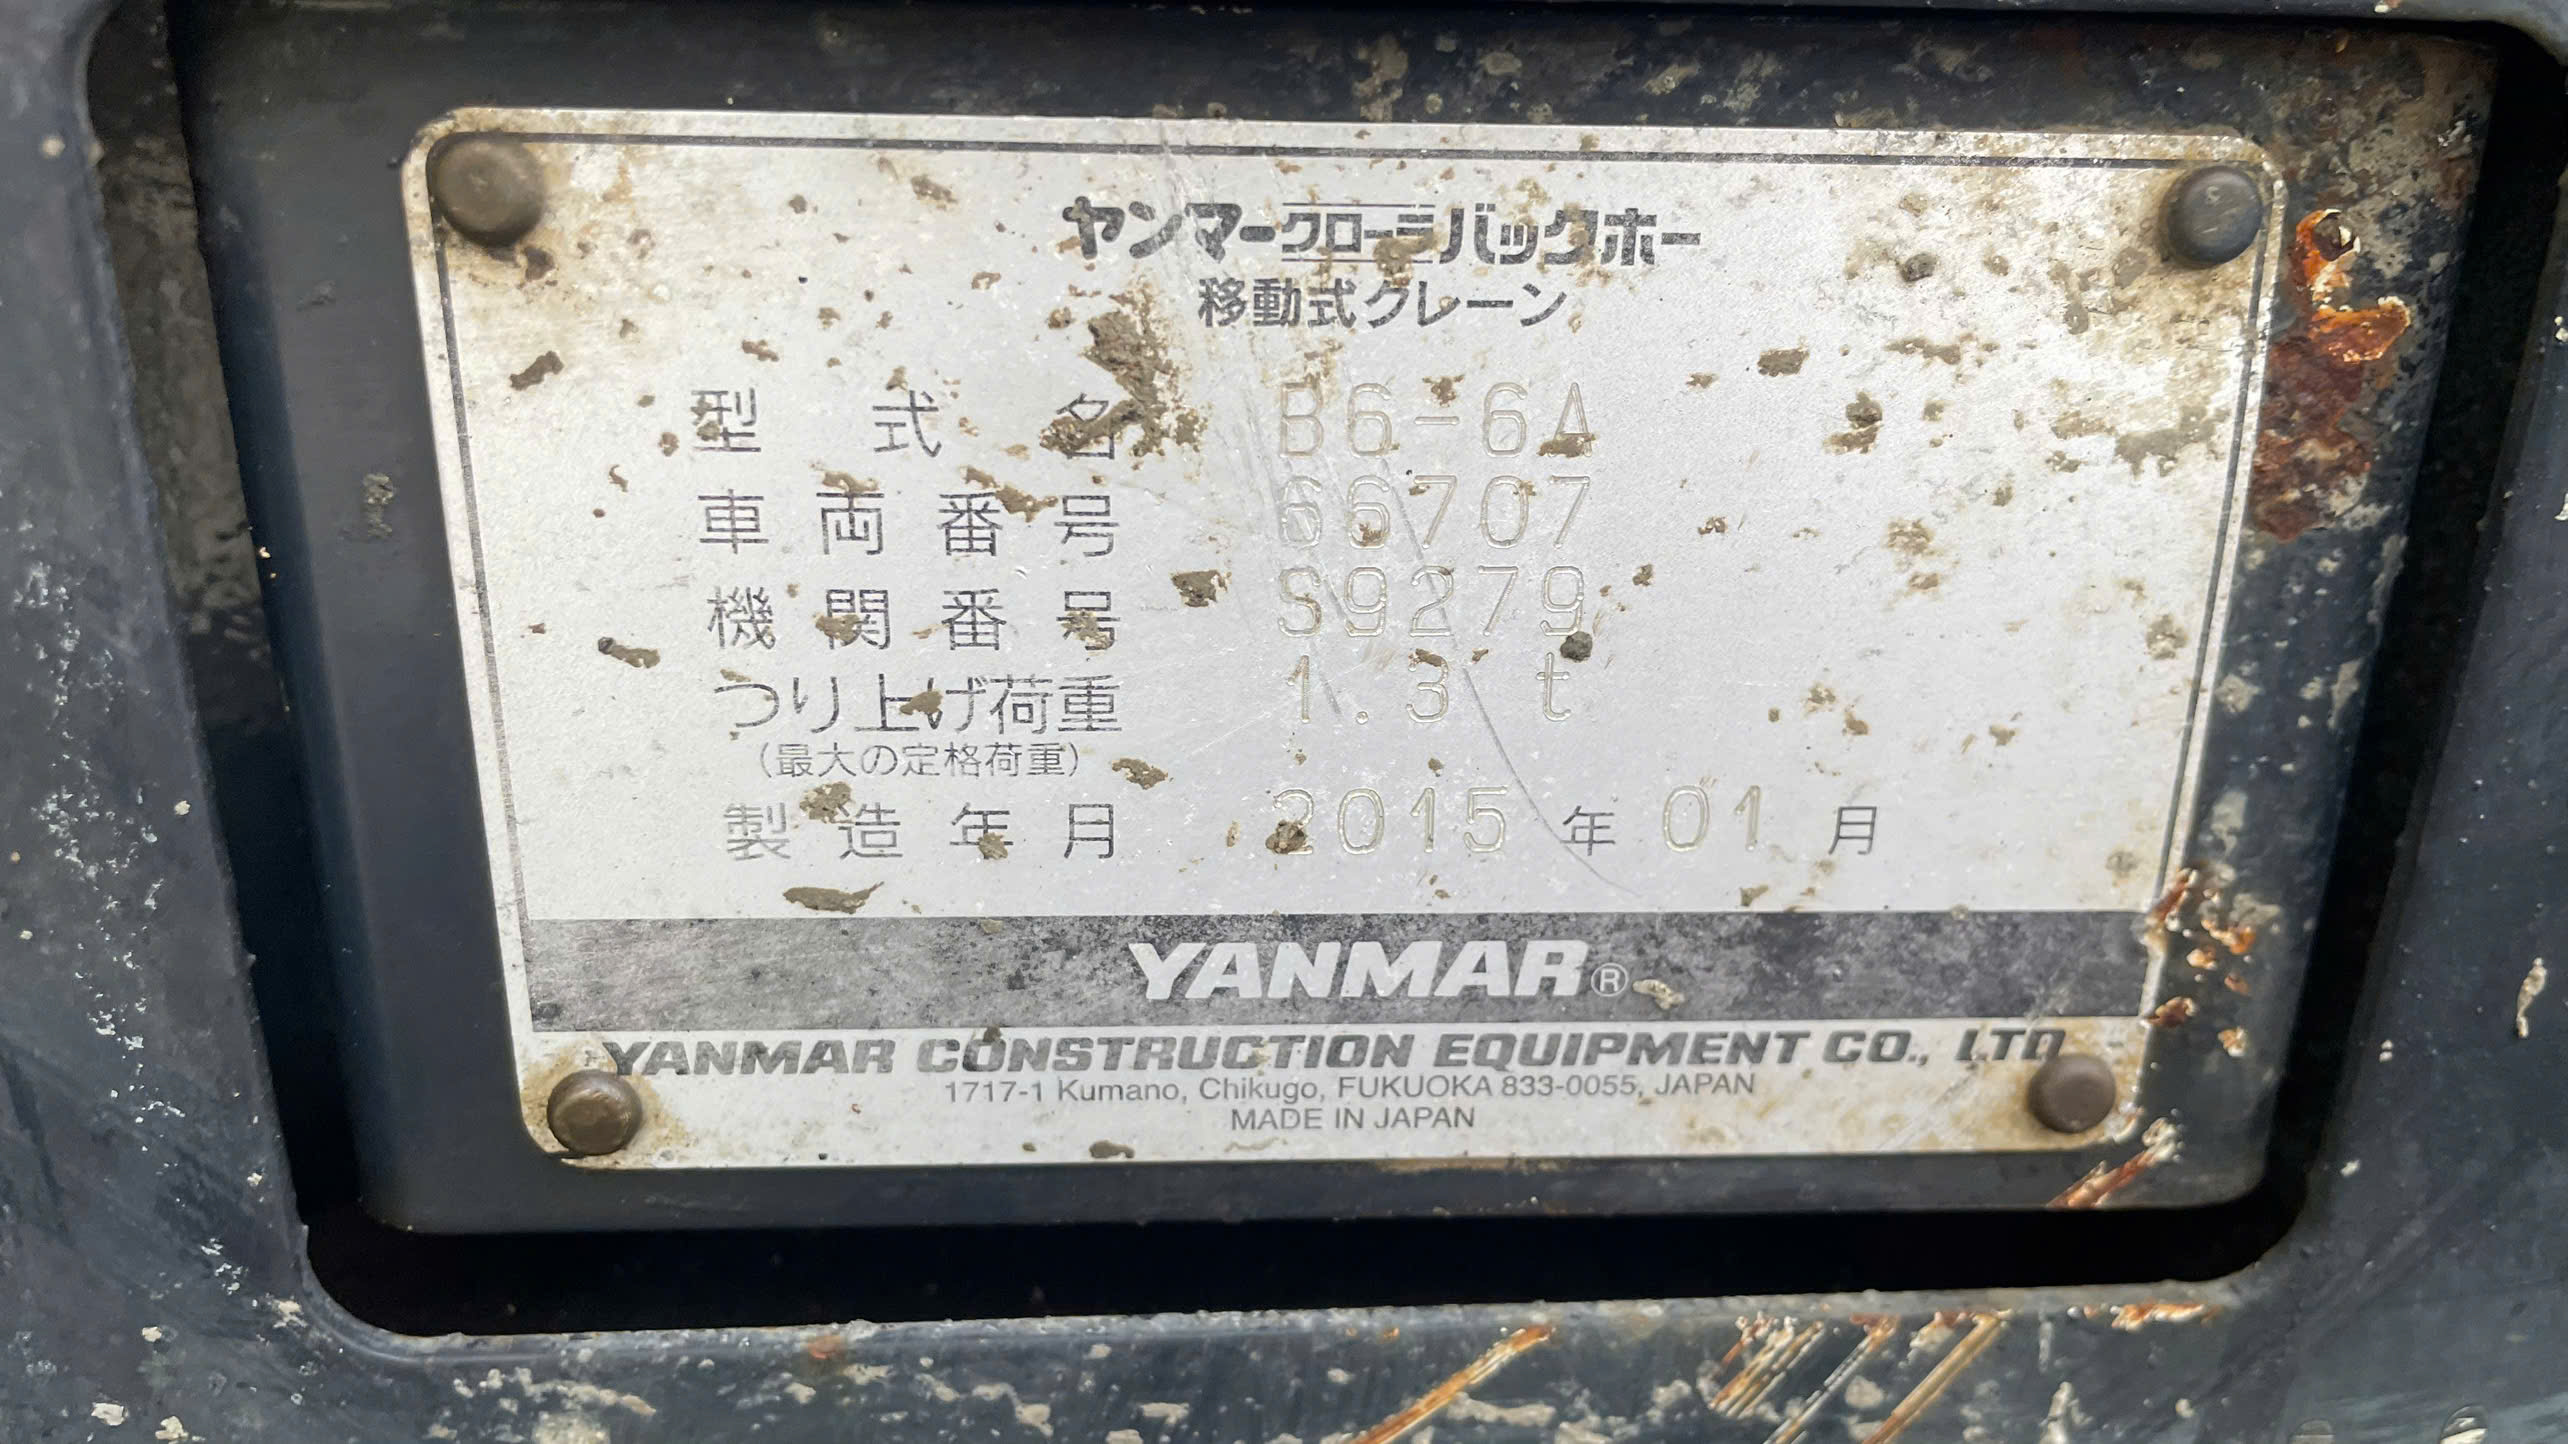 ヤンマークローラバックホー
移動式クレーン
型式名 B6-6A
車両番号 66707
機関番号 S9279
つり上げ荷重 1.3 t
(最大の定格荷重)
製造年月 2015 年 01 月
YANMAR®
YANMAR CONSTRUCTION EQUIPMENT CO., LTD.
1717-1 Kumano, Chikugo, FUKUOKA 833-0055, JAPAN
MADE IN JAPAN